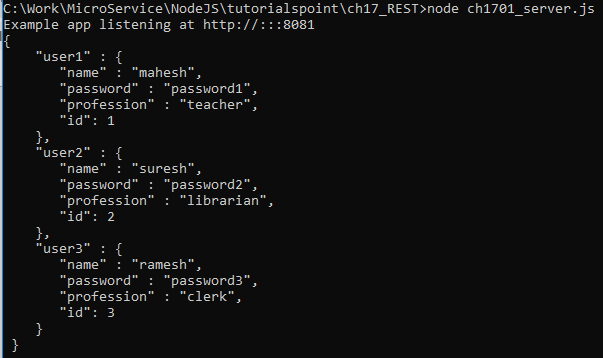 C:\Work\MicroService\NodeJS\tutorialspoint\ch17_REST>node ch1701_server.js
Example app listening at http://:::8081
{
    "user1" : {
       "name" : "mahesh",
       "password" : "password1",
       "profession" : "teacher",
       "id": 1
    },
    "user2" : {
       "name" : "suresh",
       "password" : "password2",
       "profession" : "librarian",
       "id": 2
    },
    "user3" : {
       "name" : "ramesh",
       "password" : "password3",
       "profession" : "clerk",
       "id": 3
    }
 }